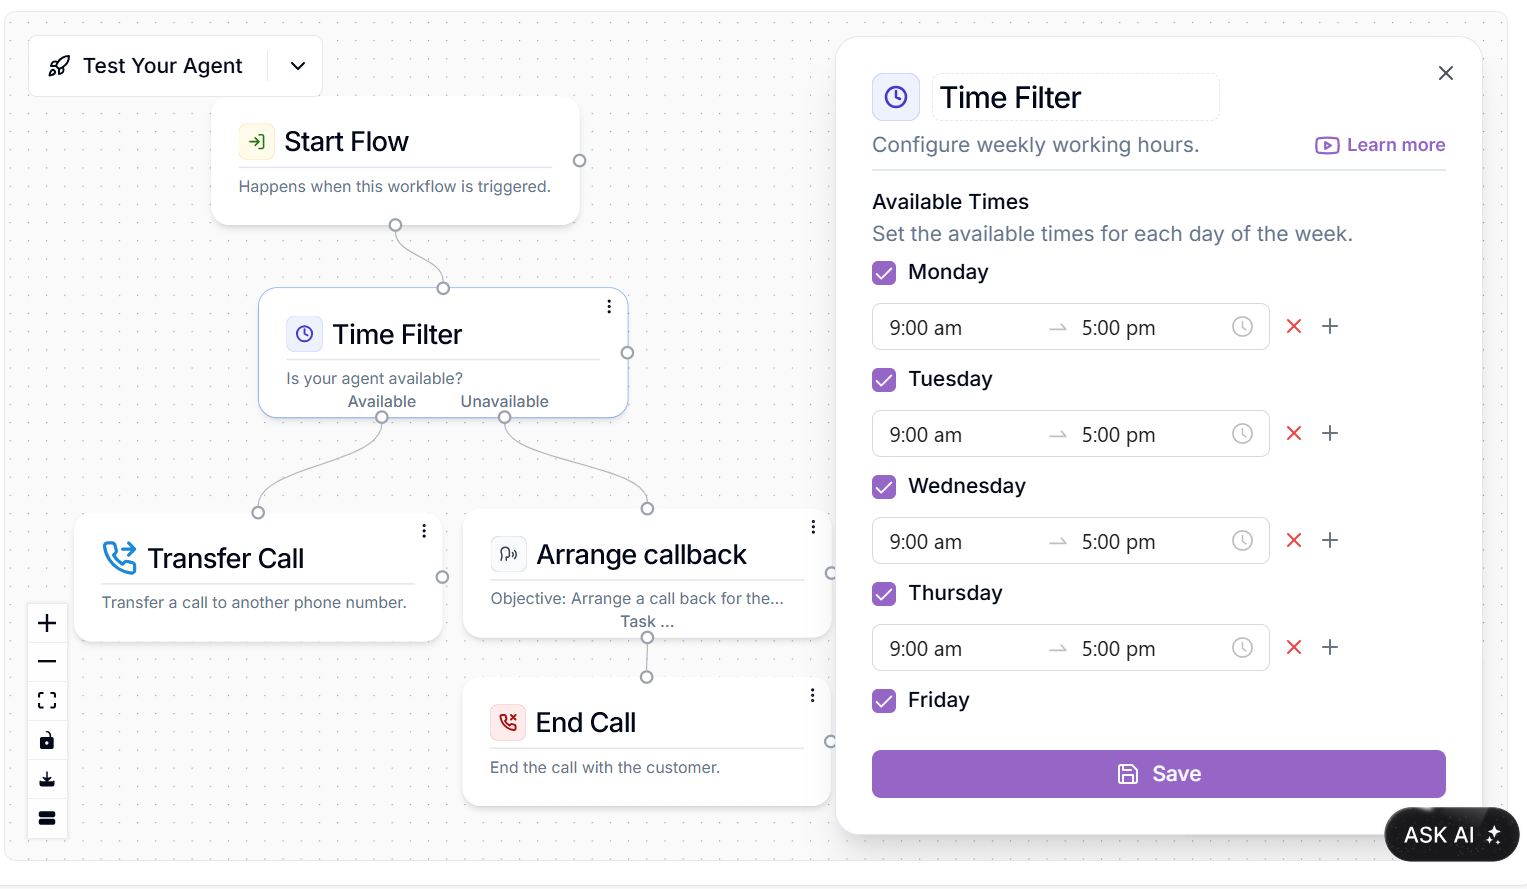 Test Your Agent
Start Flow
Happens when this workflow is triggered.
Time Filter
Is your agent available?
Available Unavailable
Transfer Call
Transfer a call to another phone number.
Arrange callback
Objective: Arrange a call back for the...
Task ...
End Call
End the call with the customer.
Time Filter
Configure weekly working hours.
Learn more
Available Times
Set the available times for each day of the week.
Monday
9:00 am → 5:00 pm
Tuesday
9:00 am → 5:00 pm
Wednesday
9:00 am → 5:00 pm
Thursday
9:00 am → 5:00 pm
Friday
Save
ASK AI